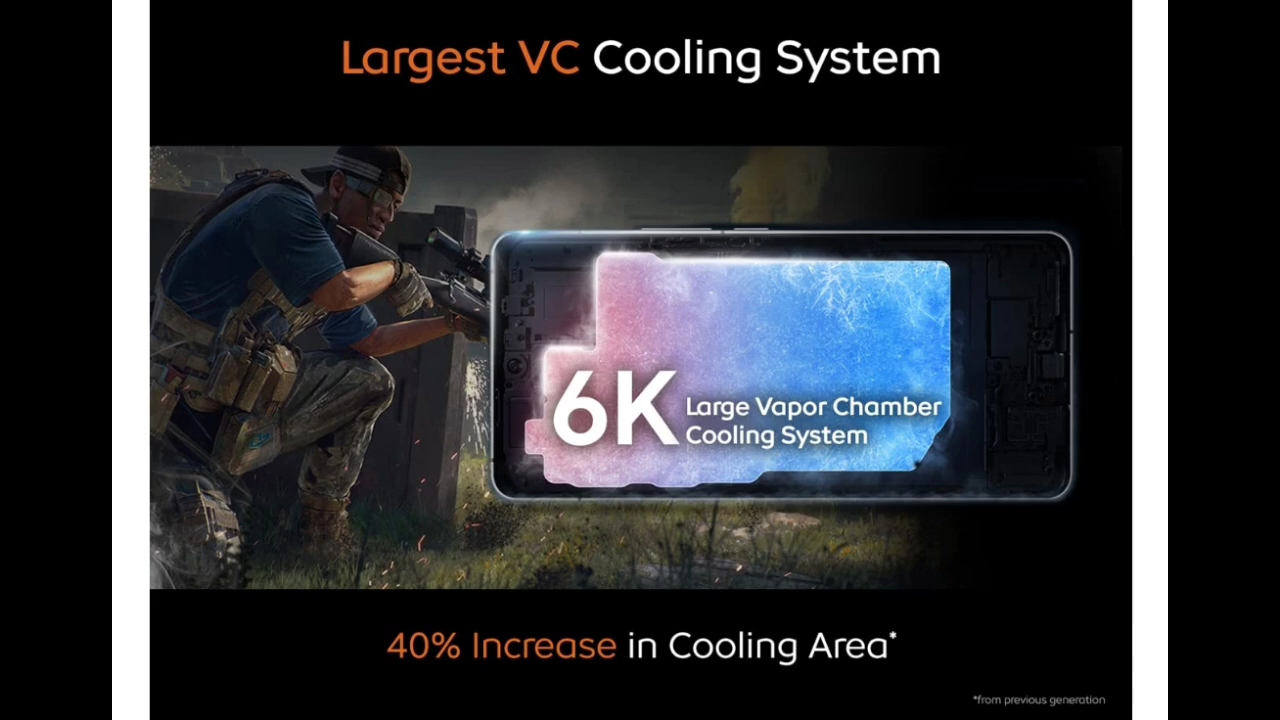 Largest VC Cooling System
6K
Large Vapor Chamber
Cooling System
40% Increase in Cooling Area*
*from previous generation